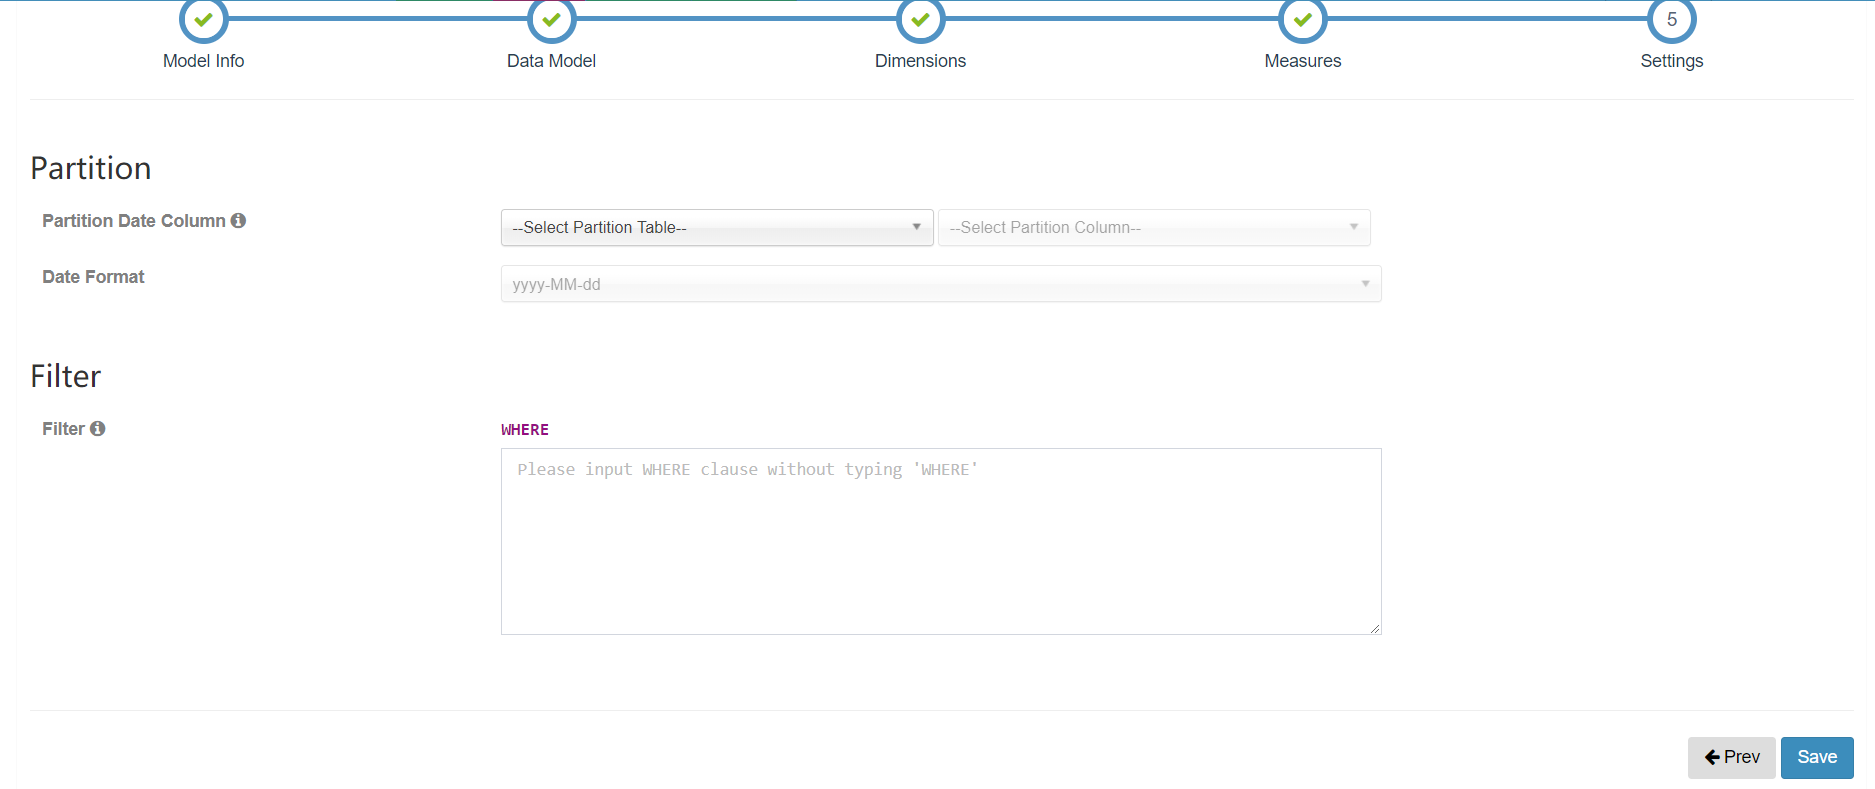 5
Model Info Data Model Dimensions Measures Settings
Partition
Partition Date Column --Select Partition Table-- --Select Partition Column--
Date Format yyyy-MM-dd
Filter
Filter WHERE
Please input WHERE clause without typing 'WHERE'
Prev Save